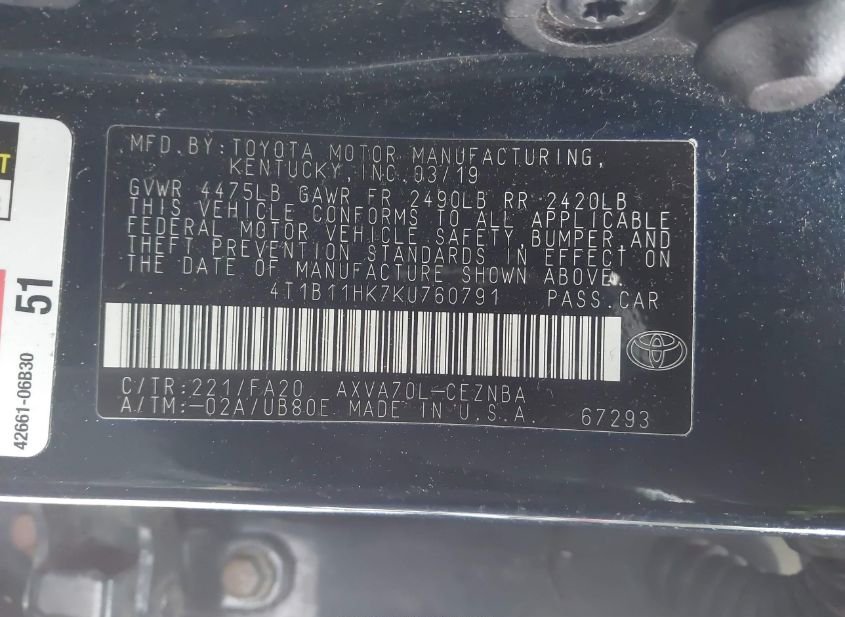 MFD.BY:TOYOTA MOTOR MANUFACTURING,
KENTUCKY,INC.03/19
GVWR 4475LB GAWR FR 2490LB RR 2420LB
THIS VEHICLE CONFORMS TO ALL APPLICABLE
FEDERAL MOTOR VEHICLE SAFETY,BUMPER,AND
THEFT PREVENTION STANDARDS IN EFFECT ON
THE DATE OF MANUFACTURE SHOWN ABOVE.
4T1B11HK7KU760791 PASS.CAR
C/TR:221/FA20 AXVA70L-CEZNBA
A/TM:-02A/UB80E MADE IN U.S.A. 67293
51
42661-06B30